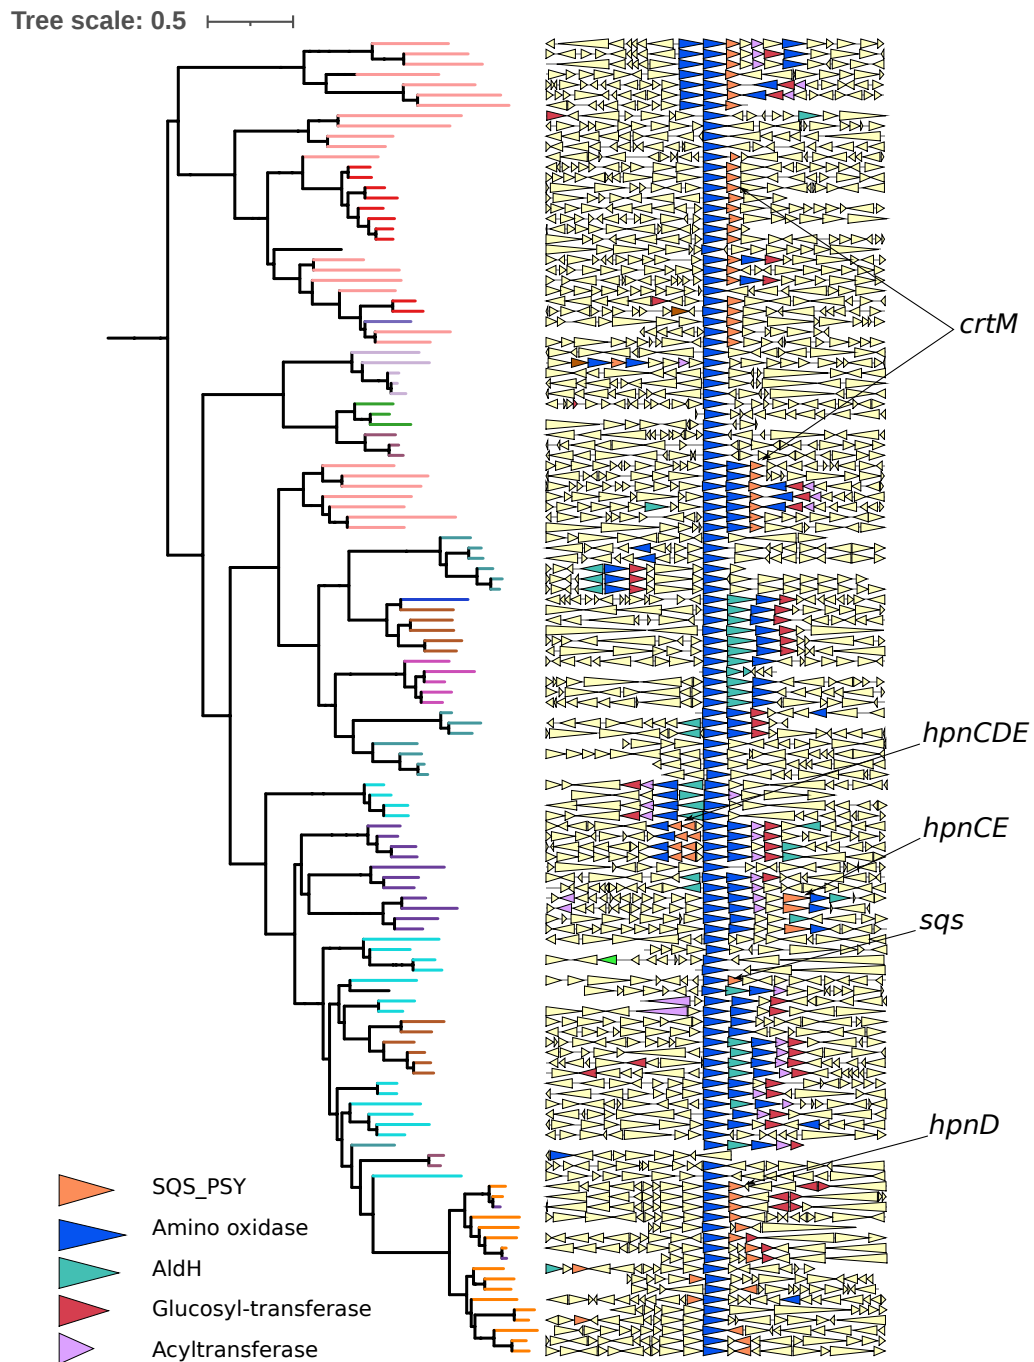 Tree scale: 0.5
crtM
hpnCDE
hpnCE
sqs
hpnD
SQS_PSY
Amino oxidase
AldH
Glucosyl-transferase
Acyltransferase